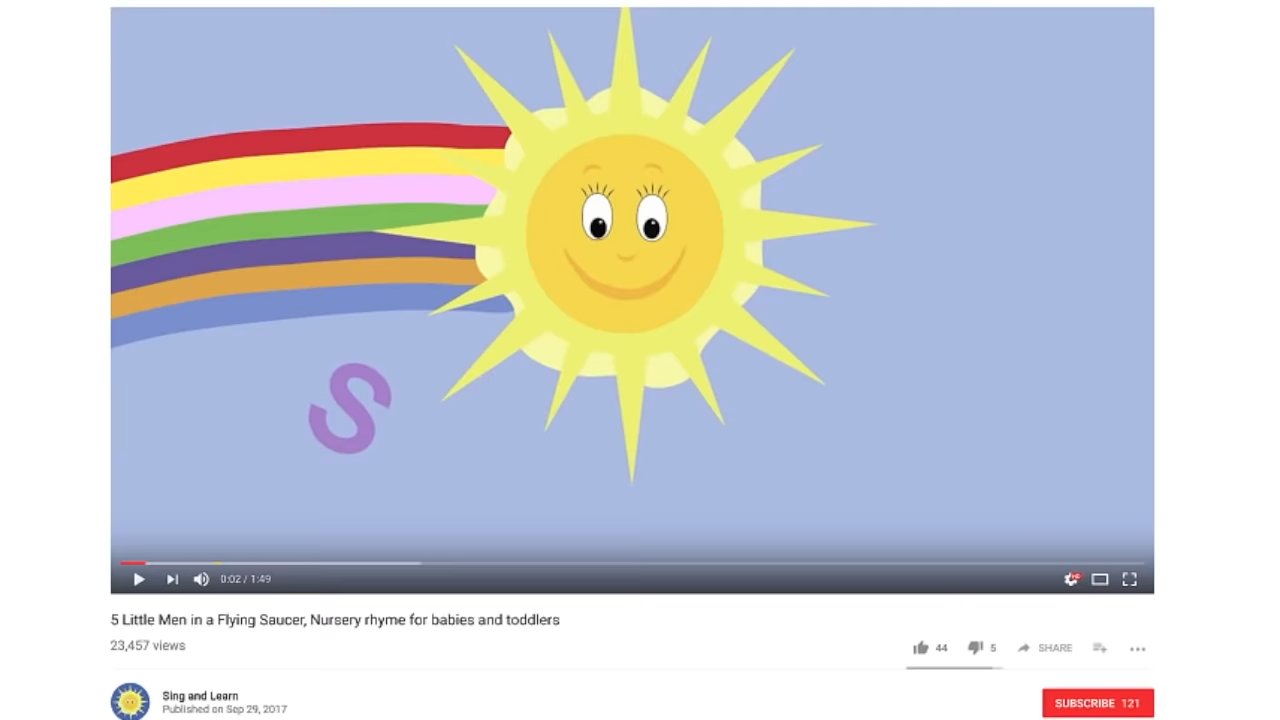 S
0:02 / 1:49
HD
5 Little Men in a Flying Saucer, Nursery rhyme for babies and toddlers
23,457 views
44 5 SHARE
Sing and Learn
Published on Sep 29, 2017
SUBSCRIBE 121